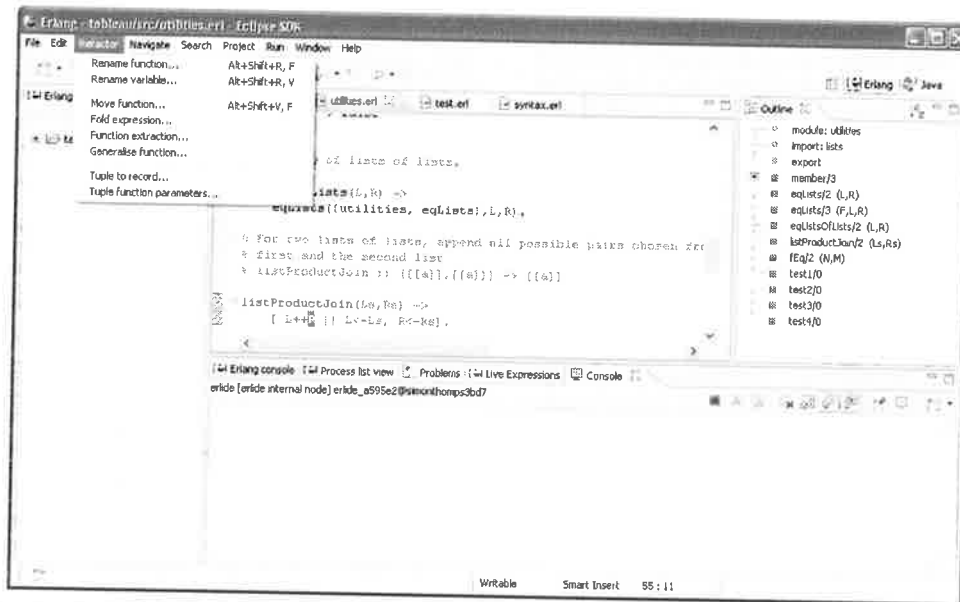 Erlang - tableau/src/utilities.erl - Eclipse SDK
File Edit Refactor Navigate Search Project Run Window Help
Rename function... Alt+Shift+R, F
Rename variable... Alt+Shift+R, V
Move function... Alt+Shift+V, F
Fold expression...
Function extraction...
Generalise function...
Tuple to record...
Tuple function parameters...
Erlang Java
Erlang
utilities.erl test.erl syntax.erl
of lists of lists.
(L,R) ->
eqLists({utilities, eqLists},L,R).
% For two lists of lists, append all possible pairs chosen
% first and the second list
% listProductJoin :: ([[a]],[[a]]) -> [[a]]
listProductJoin(Ls,Rs) ->
[ L++R || L<-Ls, R<-Rs].
Outline
module: utilities
import: lists
export
member/3
eqLists/2 (L,R)
eqLists/3 (F,L,R)
eqListsOfLists/2 (L,R)
listProductJoin/2 (Ls,Rs)
fEq/2 (N,M)
test1/0
test2/0
test3/0
test4/0
Erlang console Process list view Problems Live Expressions Console
erlide [erlide internal node] erlide_a595e2@simonthomps3bd7
Writable Smart Insert 55 : 11